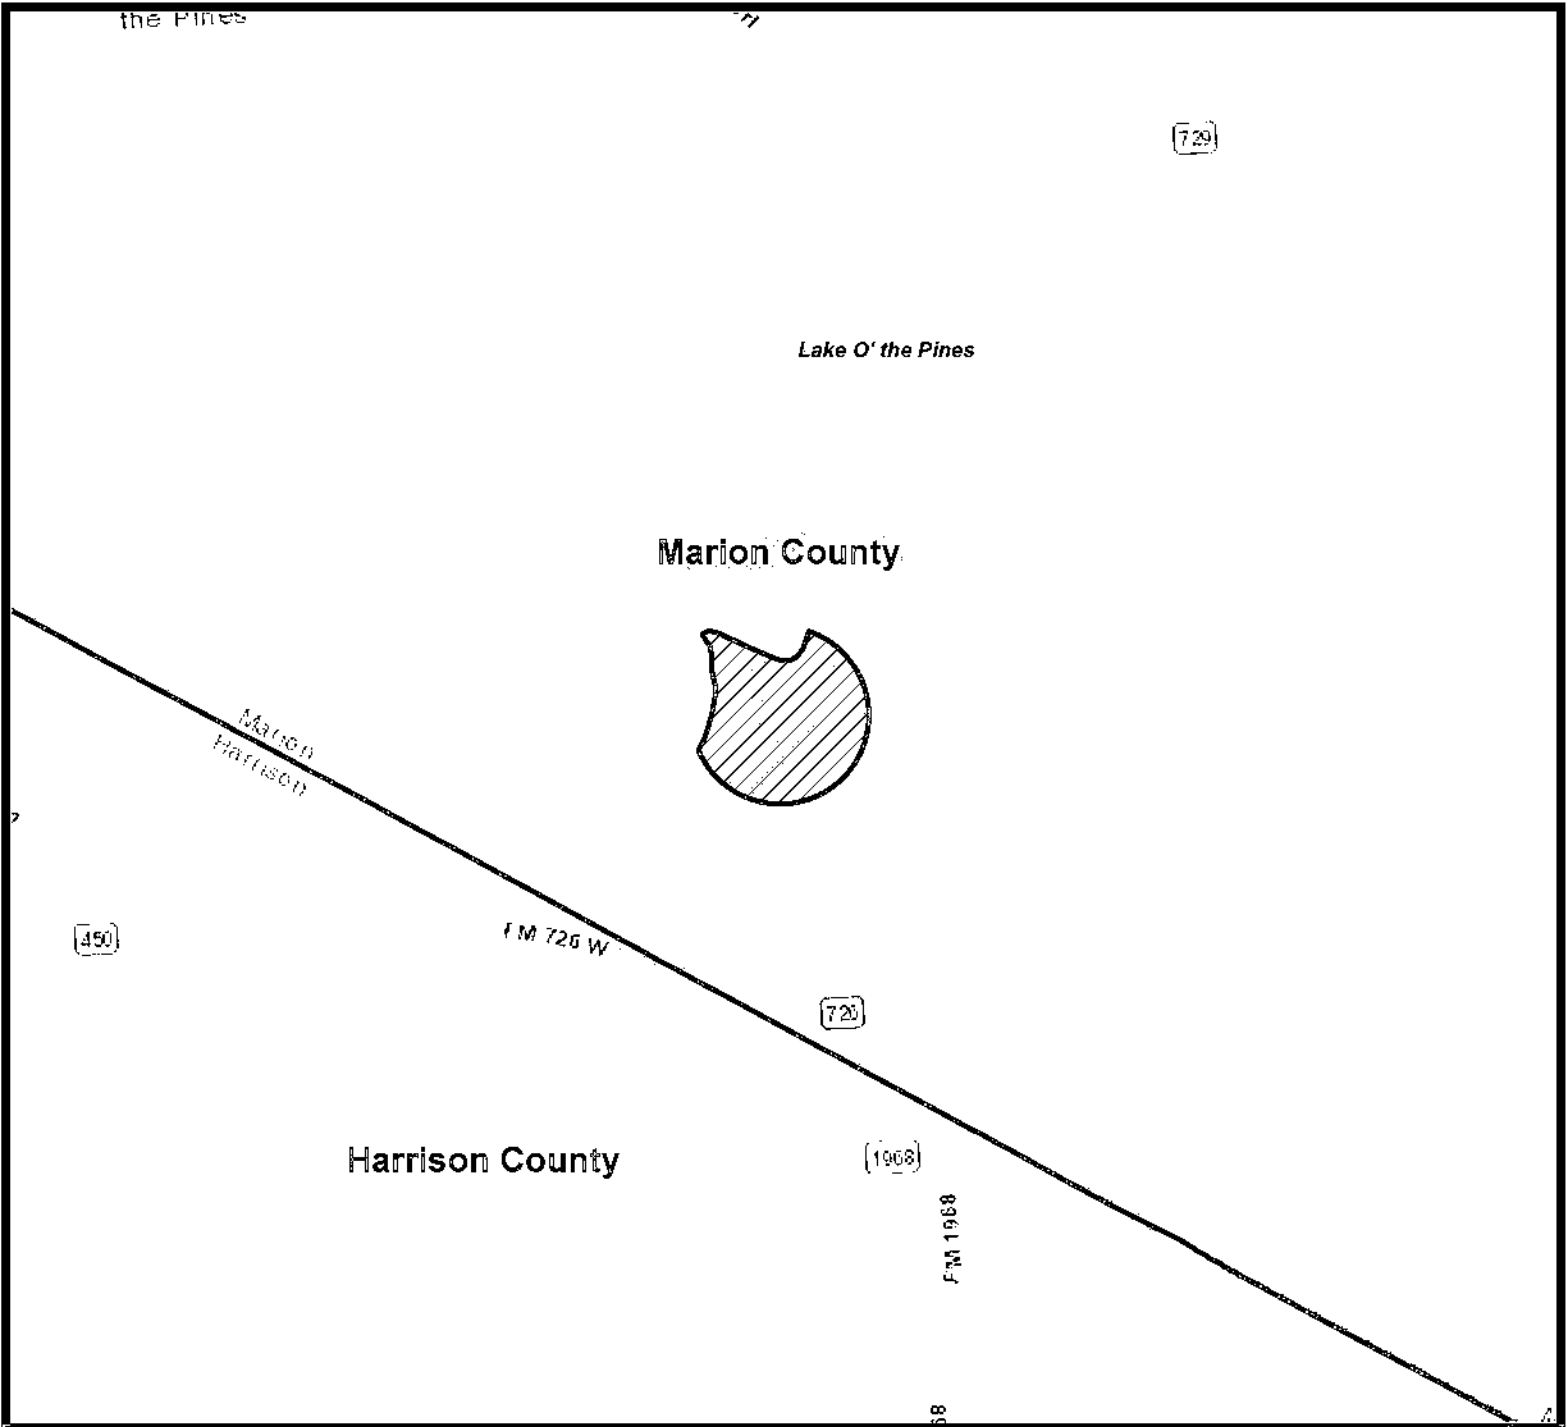 the Pines
729
Lake O' the Pines
Marion County
Marion
Harrison
450
FM 726 W
726
Harrison County
1968
FM 1968
68